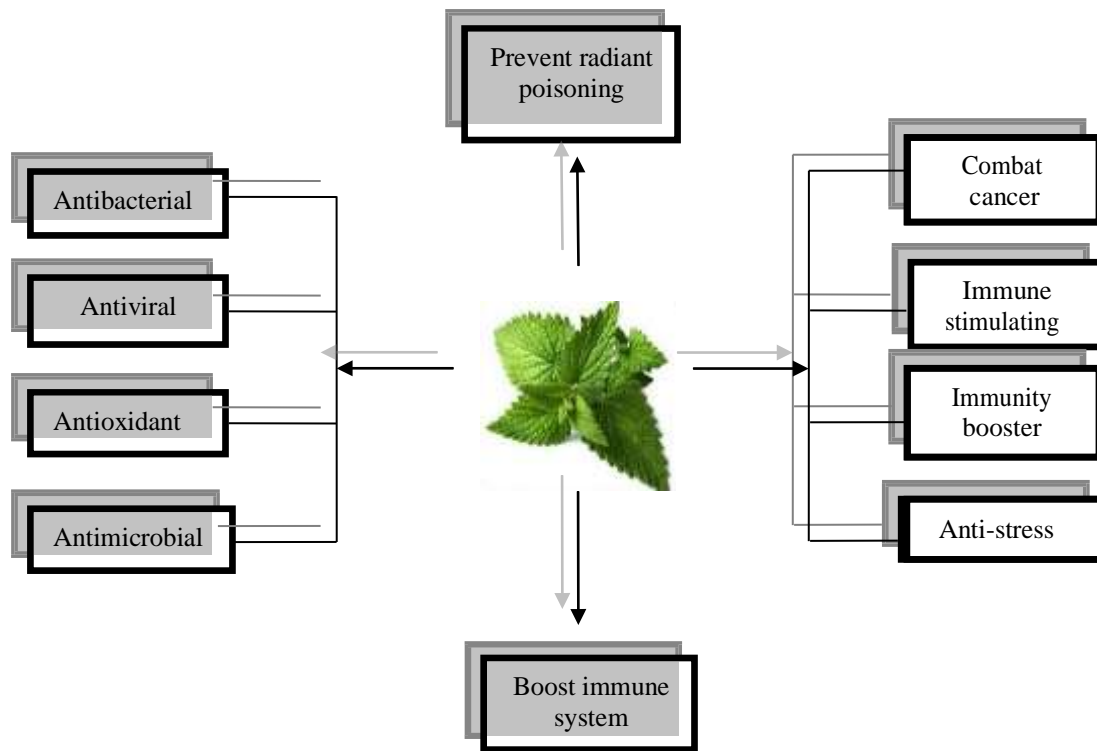 Prevent radiant
poisoning
Antibacterial
Antiviral
Antioxidant
Antimicrobial
Combat
cancer
Immune
stimulating
Immunity
booster
Anti-stress
Boost immune
system